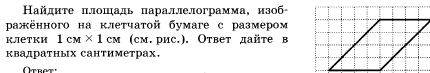 Найдите площадь параллелограмма, изоб-
ражённого на клетчатой бумаге с размером
клетки 1 см × 1 см (см. рис.). Ответ дайте в
квадратных сантиметрах.
Ответ: